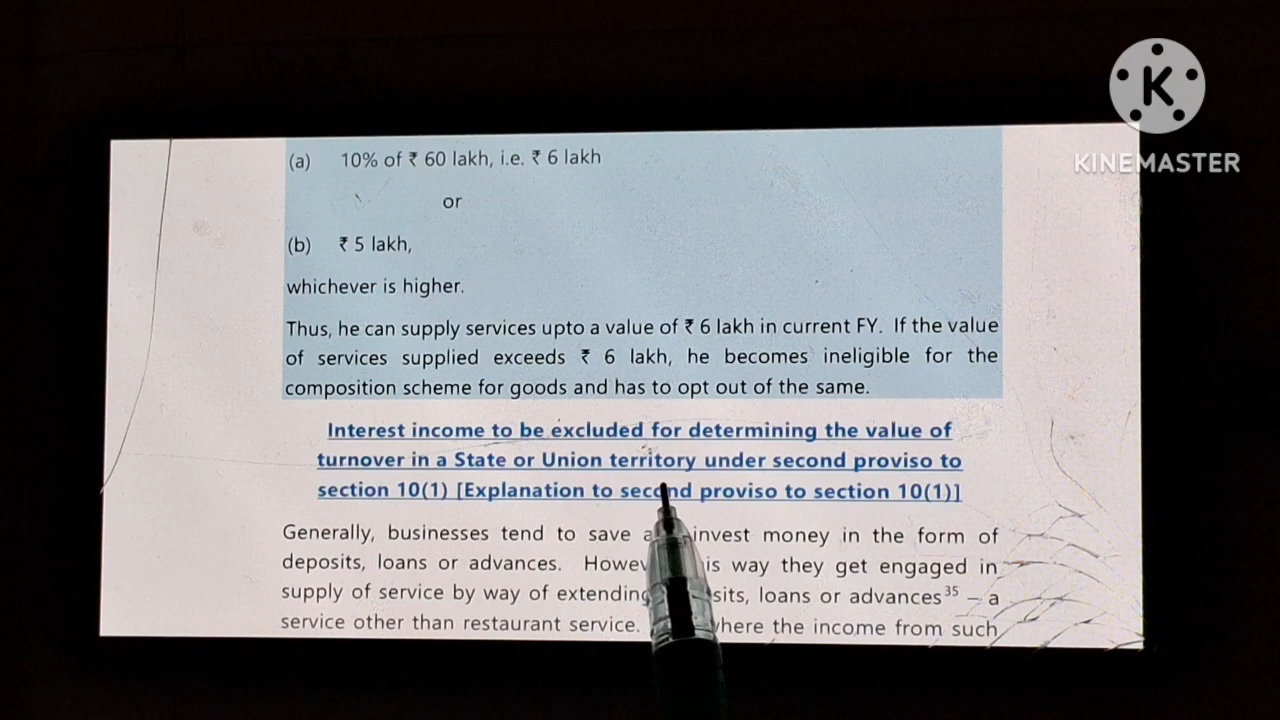 (a) 10% of ₹ 60 lakh, i.e. ₹ 6 lakh
or
(b) ₹ 5 lakh,
whichever is higher.
Thus, he can supply services upto a value of ₹ 6 lakh in current FY. If the value
of services supplied exceeds ₹ 6 lakh, he becomes ineligible for the
composition scheme for goods and has to opt out of the same.
Interest income to be excluded for determining the value of
turnover in a State or Union territory under second proviso to
section 10(1) [Explanation to second proviso to section 10(1)]
Generally, businesses tend to save invest money in the form of
deposits, loans or advances. way they get engaged in
supply of service by way of extending loans or advances³⁵ – a
service other than restaurant service. the income from such
K
KINEMASTER